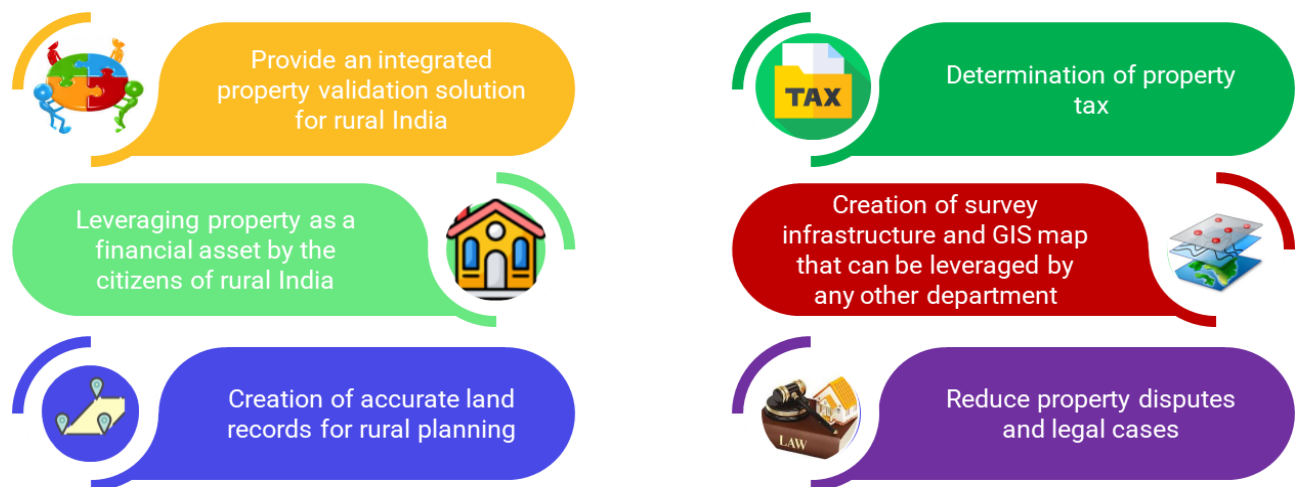 Provide an integrated
property validation solution
for rural India
TAX
Determination of property
tax
Leveraging property as a
financial asset by the
citizens of rural India
Creation of survey
infrastructure and GIS map
that can be leveraged by
any other department
Creation of accurate land
records for rural planning
LAW
Reduce property disputes
and legal cases